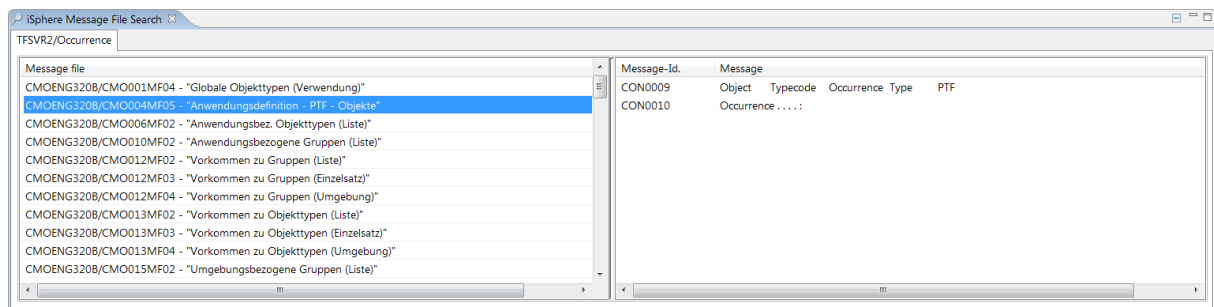 iSphere Message File Search
TFSVR2/Occurrence
Message file
CMOENG320B/CMO001MF04 - "Globale Objekttypen (Verwendung)"
CMOENG320B/CMO004MF05 - "Anwendungsdefinition - PTF - Objekte"
CMOENG320B/CMO006MF02 - "Anwendungsbez. Objekttypen (Liste)"
CMOENG320B/CMO010MF02 - "Anwendungsbezogene Gruppen (Liste)"
CMOENG320B/CMO012MF02 - "Vorkommen zu Gruppen (Liste)"
CMOENG320B/CMO012MF03 - "Vorkommen zu Gruppen (Einzelsatz)"
CMOENG320B/CMO012MF04 - "Vorkommen zu Gruppen (Umgebung)"
CMOENG320B/CMO013MF02 - "Vorkommen zu Objekttypen (Liste)"
CMOENG320B/CMO013MF03 - "Vorkommen zu Objekttypen (Einzelsatz)"
CMOENG320B/CMO013MF04 - "Vorkommen zu Objekttypen (Umgebung)"
CMOENG320B/CMO015MF02 - "Umgebungsbezogene Gruppen (Liste)"
Message-Id. Message
CON0009 Object Typecode Occurrence Type PTF
CON0010 Occurrence . . . . :